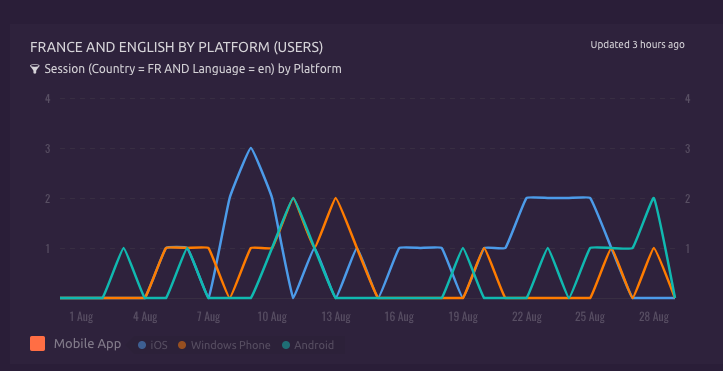 FRANCE AND ENGLISH BY PLATFORM (USERS)
Updated 3 hours ago
Session (Country = FR AND Language = en) by Platform
4 4
3 3
2 2
1 1
1 Aug 4 Aug 7 Aug 10 Aug 13 Aug 16 Aug 19 Aug 22 Aug 25 Aug 28 Aug
Mobile App iOS Windows Phone Android